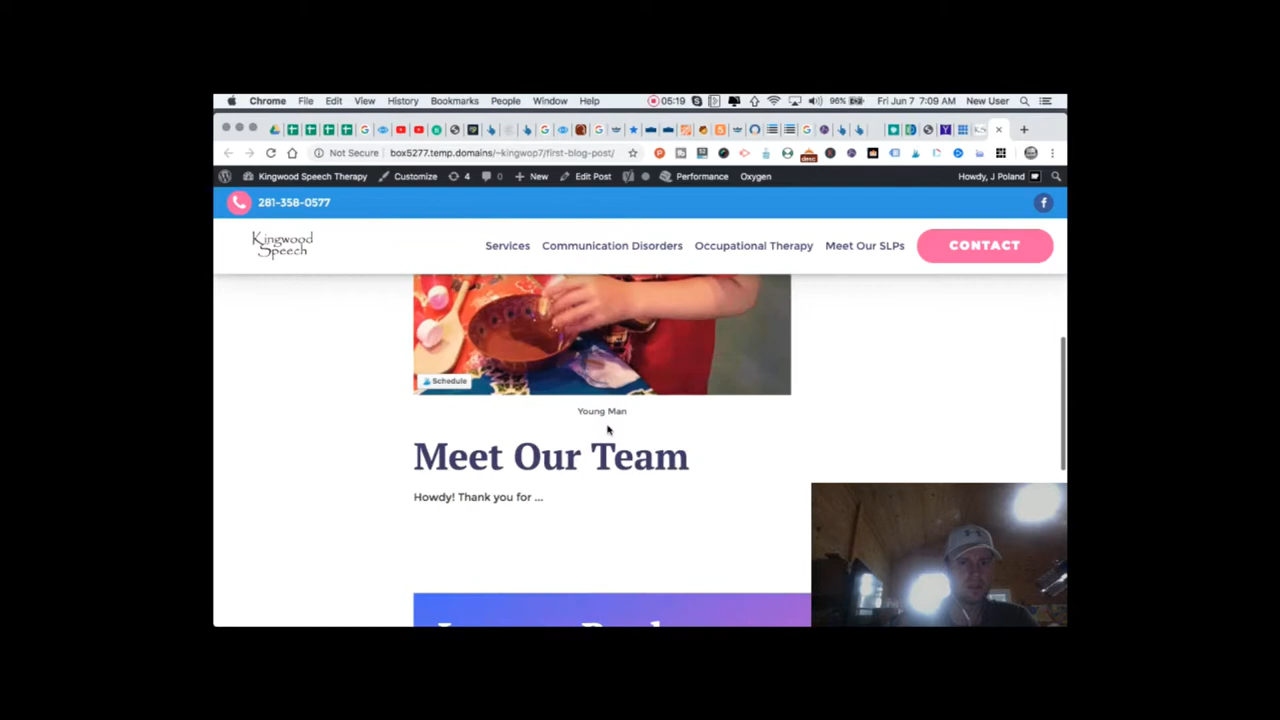 Chrome File Edit View History Bookmarks People Window Help 05:19 96% Fri Jun 7 7:09 AM New User
Not Secure box5277.temp.domains/~kingwop7/first-blog-post/
Kingwood Speech Therapy Customize 4 0 New Edit Post Performance Oxygen Howdy, J Poland
281-358-0577
Kingwood
Speech
Services Communication Disorders Occupational Therapy Meet Our SLPs CONTACT
Schedule
Young Man
Meet Our Team
Howdy! Thank you for ...